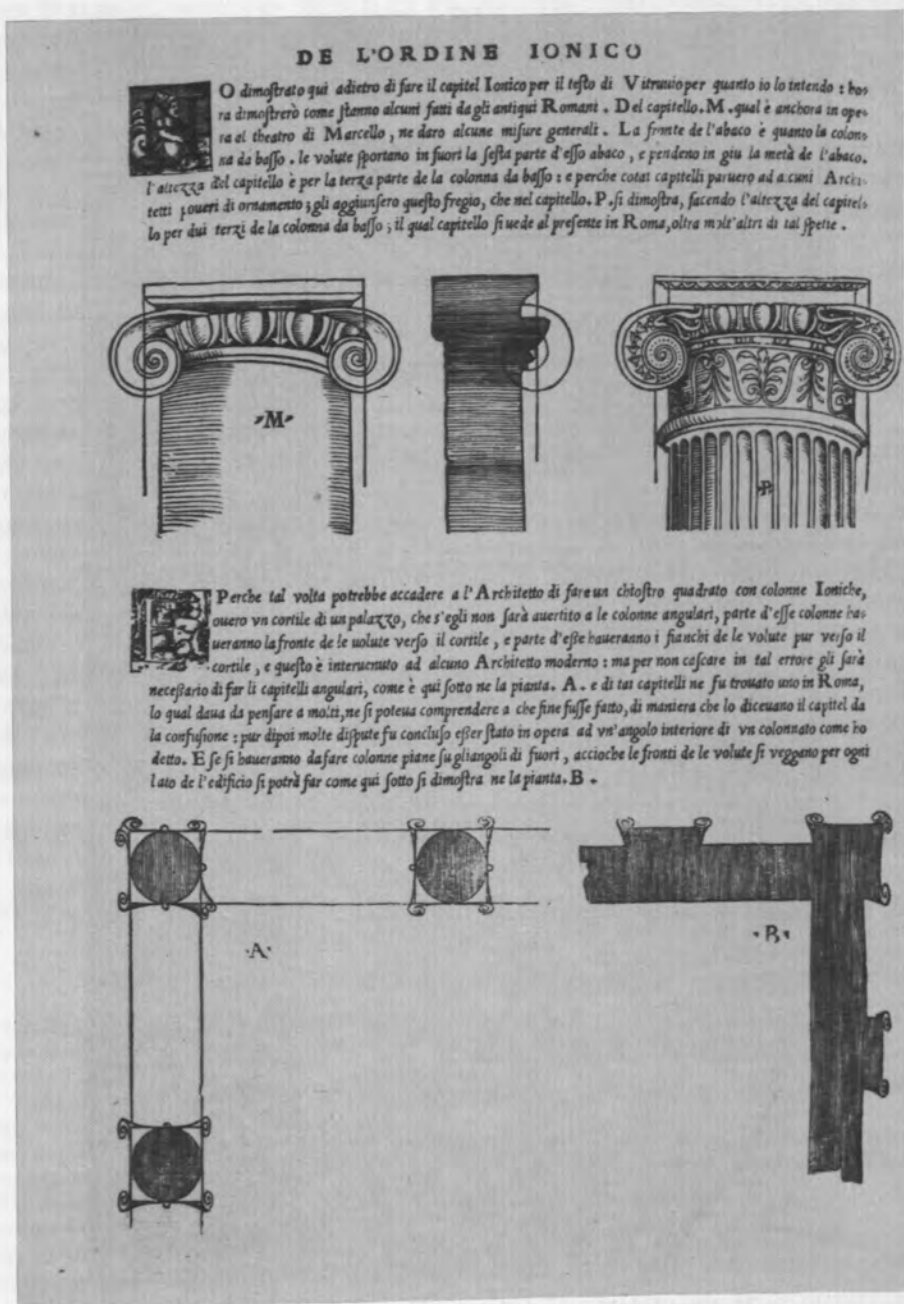 DE L'ORDINE IONICO
HO dimoſtrato qui adietro di fare il capitel Ionico per il teſto di Vitruuio per quanto io lo intendo : ho-
ra dimoſtrerò come ſtanno alcuni fatti da gli antiqui Romani . Del capitello . M . qual è anchora in ope-
ra al theatro di Marcello , ne daro alcune miſure generali . La fronte de l'abaco è quanto la colon-
na da baſſo . le volute ſportano in fuori la ſeſta parte d'eſſo abaco , e pendeno in giu la metà de l'abaco.
l'altezza del capitello è per la terza parte de la colonna da baſſo : e perche cotai capitelli paruero ad alcuni Archi-
tetti poueri di ornamento ; gli aggiunſero queſto fregio, che nel capitello . P . ſi dimoſtra, facendo l'altezza del capitel-
lo per dui terzi de la colonna da baſſo ; il qual capitello ſi uede al preſente in Roma, oltra molt'altri di tal ſpetie .
M
P
E Perche tal volta potrebbe accadere a l'Architetto di fare un chioſtro quadrato con colonne Ioniche,
ouero vn cortile di un palazzo, che s'egli non ſarà auertito a le colonne angulari, parte d'eſſe colonne ha-
ueranno la fronte de le uolute verſo il cortile , e parte d'eſſe haueranno i fianchi de le volute pur verſo il
cortile , e queſto è interuenuto ad alcuno Architetto moderno : ma per non caſcare in tal errore gli ſarà
neceßario di far li capitelli angulari, come è qui ſotto ne la pianta . A . e di tai capitelli ne fu trouato uno in Roma,
lo qual daua da penſare a molti, ne ſi poteua comprendere a che fine fuſſe fatto, di maniera che lo diceuano il capitel da
la confuſione : pur dipoi molte diſpute fu concluſo eßer ſtato in opera ad vn'angolo interiore di vn colonnato come ho
detto . E ſe ſi haueranno da fare colonne piane ſu gli angoli di fuori , accioche le fronti de le volute ſi veggano per ogni
lato de l'edificio ſi potrà far come qui ſotto ſi dimoſtra ne la pianta . B .
·A·
·B·